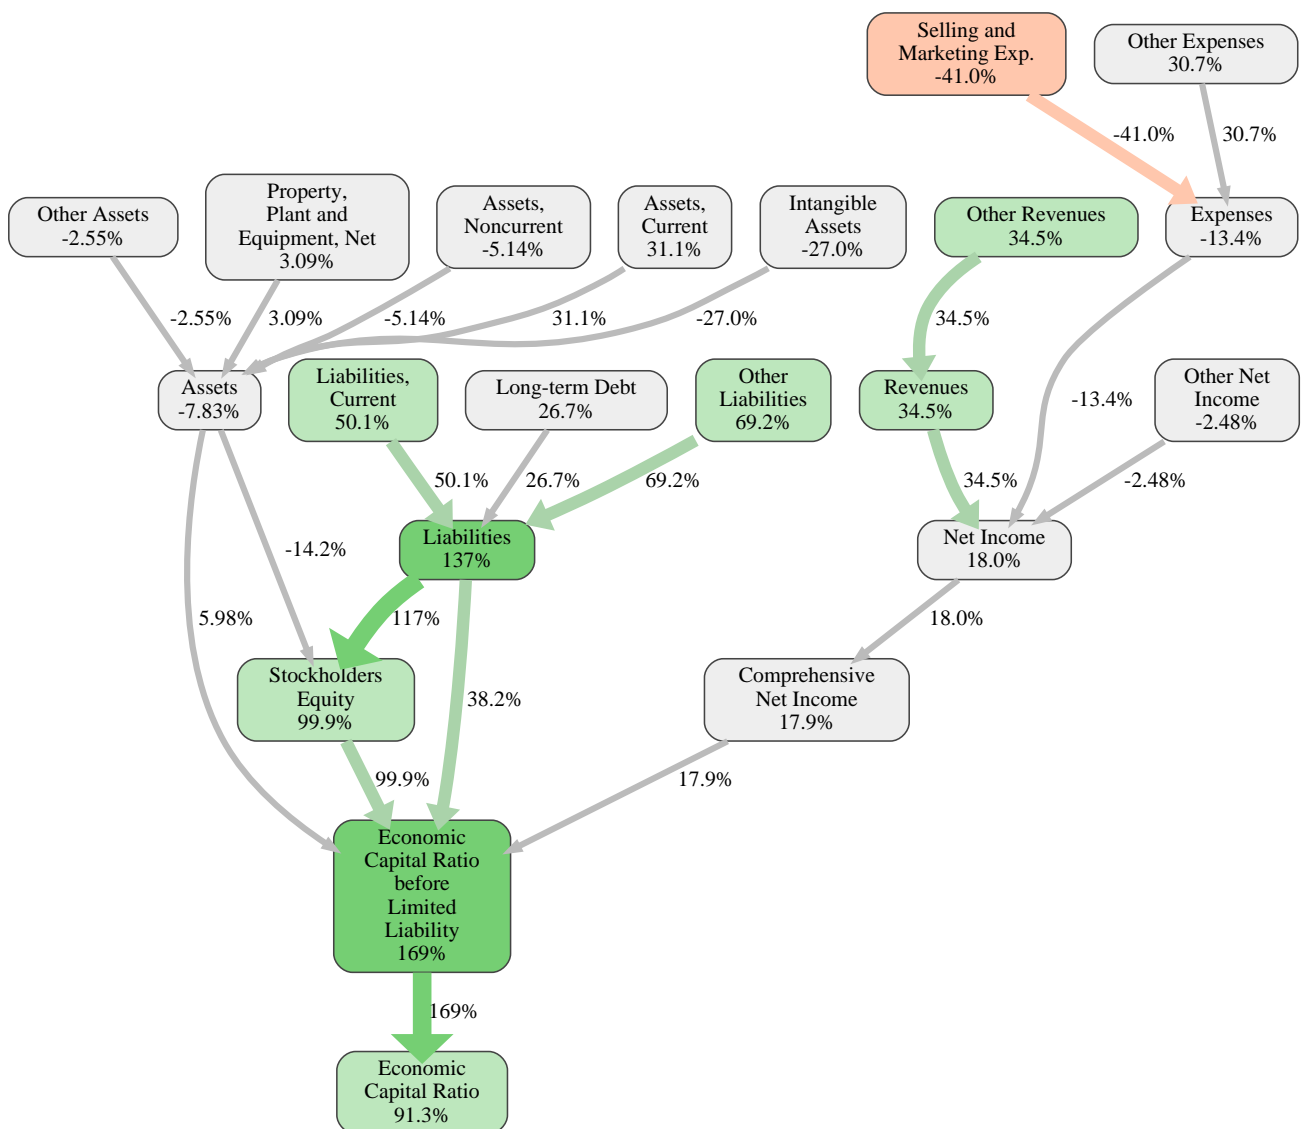 Selling and
Marketing Exp.
-41.0%
Other Expenses
30.7%
-41.0%
30.7%
Other Assets
-2.55%
Property,
Plant and
Equipment, Net
3.09%
Assets,
Noncurrent
-5.14%
Assets,
Current
31.1%
Intangible
Assets
-27.0%
Other Revenues
34.5%
Expenses
-13.4%
-2.55%
3.09%
-5.14%
31.1%
-27.0%
34.5%
Assets
-7.83%
Liabilities,
Current
50.1%
Long-term Debt
26.7%
Other
Liabilities
69.2%
Revenues
34.5%
-13.4%
Other Net
Income
-2.48%
50.1%
26.7%
69.2%
34.5%
-2.48%
-14.2%
Liabilities
137%
Net Income
18.0%
5.98%
117%
18.0%
Stockholders
Equity
99.9%
38.2%
Comprehensive
Net Income
17.9%
99.9%
17.9%
Economic
Capital Ratio
before
Limited
Liability
169%
169%
Economic
Capital Ratio
91.3%